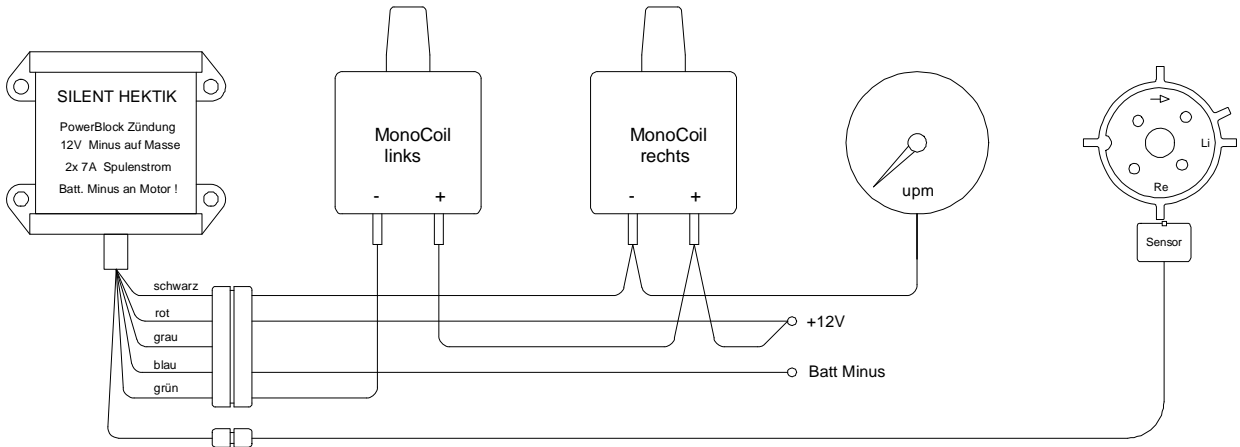 SILENT HEKTIK
PowerBlock Zündung
12V Minus auf Masse
2x 7A Spulenstrom
Batt. Minus an Motor !
MonoCoil
links
- +
MonoCoil
rechts
- +
upm
Li
Re
Sensor
schwarz
rot
grau
blau
grün
+12V
Batt Minus